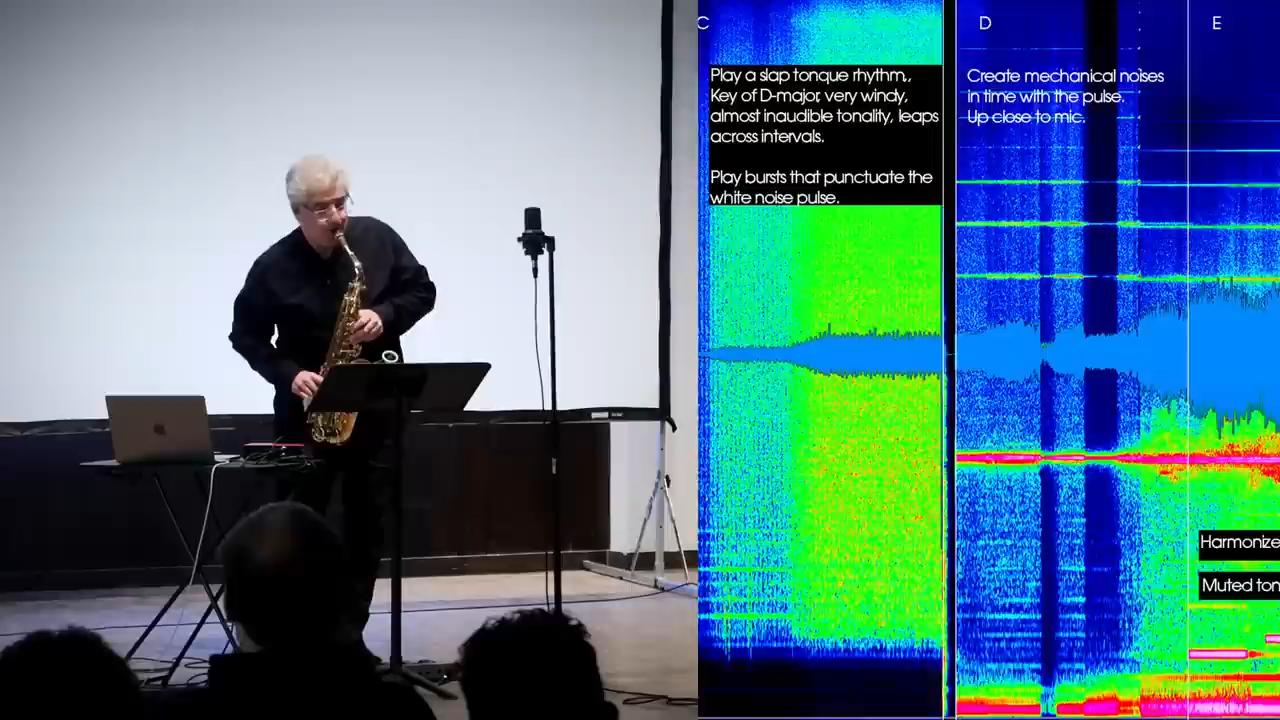 C
Play a slap tonque rhythm,,
Key of D-major, very windy,
almost inaudible tonality, leaps
across intervals.
Play bursts that punctuate the
white noise pulse.
D
Create mechanical noises
in time with the pulse.
Up close to mic.
E
Harmonize
Muted ton